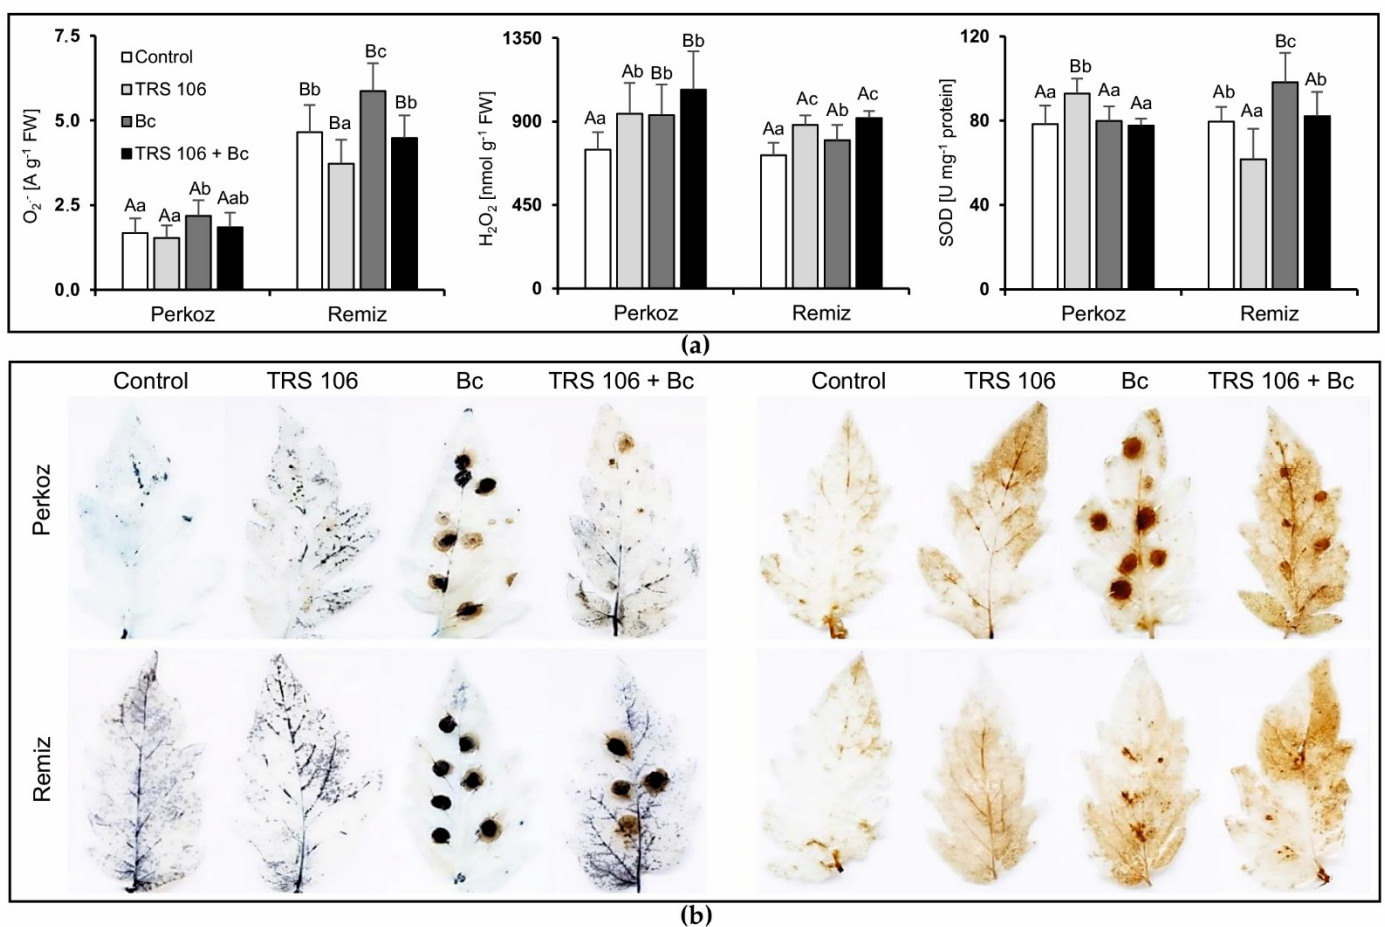 7.5
5.0
2.5
0.0
O₂·⁻ [A g⁻¹ FW]
Control
TRS 106
Bc
TRS 106 + Bc
Aa Aa Ab Aab
Bb Ba Bc Bb
Perkoz Remiz
1350
900
450
0
H₂O₂ [nmol g⁻¹ FW]
Aa Ab Bb Bb
Aa Ac Ab Ac
Perkoz Remiz
120
80
40
0
SOD [U mg⁻¹ protein]
Aa Bb Aa Aa
Ab Aa Bc Ab
Perkoz Remiz
(a)
Control TRS 106 Bc TRS 106 + Bc Control TRS 106 Bc TRS 106 + Bc
Perkoz
Remiz
(b)